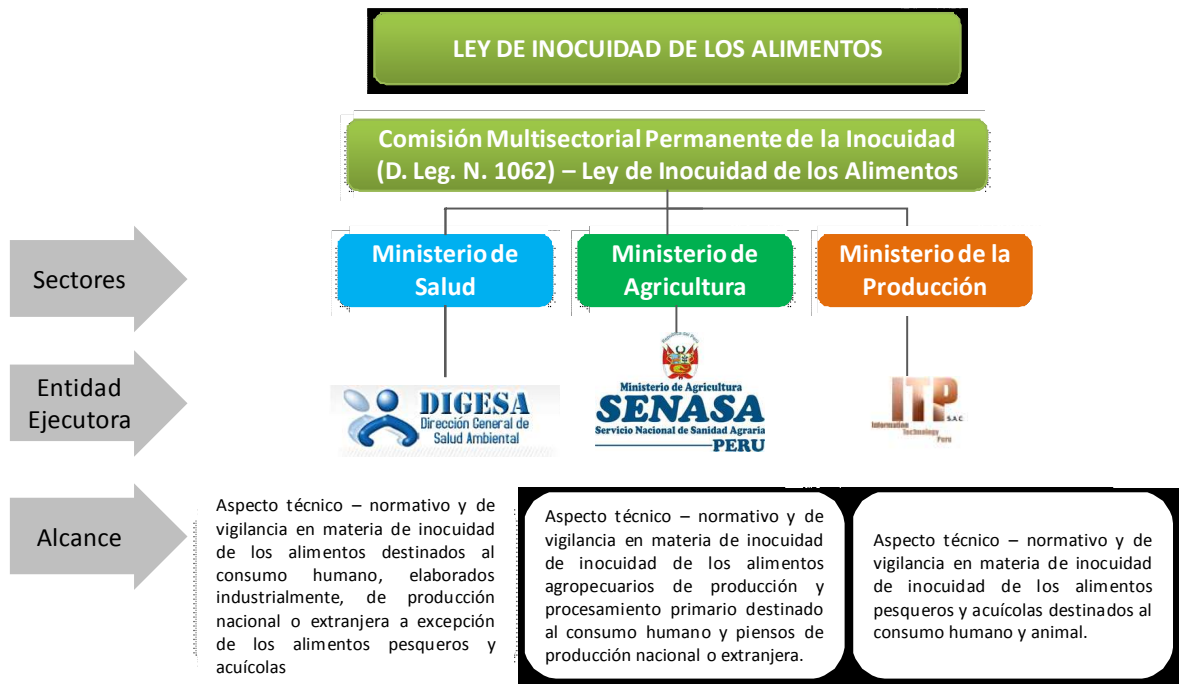 LEY DE INOCUIDAD DE LOS ALIMENTOS
Comisión Multisectorial Permanente de la Inocuidad
(D. Leg. N. 1062) – Ley de Inocuidad de los Alimentos
Sectores
Ministerio de
Salud
Ministerio de
Agricultura
Ministerio de la
Producción
Entidad
Ejecutora
DIGESA
Dirección General de
Salud Ambiental
República del Perú
Ministerio de Agricultura
SENASA
Servicio Nacional de Sanidad Agraria
PERU
ITP
S.A.C
Information
Technology
Peru
Alcance
Aspecto técnico – normativo y de
vigilancia en materia de inocuidad
de los alimentos destinados al
consumo humano, elaborados
industrialmente, de producción
nacional o extranjera a excepción
de los alimentos pesqueros y
acuícolas
Aspecto técnico – normativo y de
vigilancia en materia de inocuidad
de inocuidad de los alimentos
agropecuarios de producción y
procesamiento primario destinado
al consumo humano y piensos de
producción nacional o extranjera.
Aspecto técnico – normativo y de
vigilancia en materia de inocuidad
de inocuidad de los alimentos
pesqueros y acuícolas destinados al
consumo humano y animal.